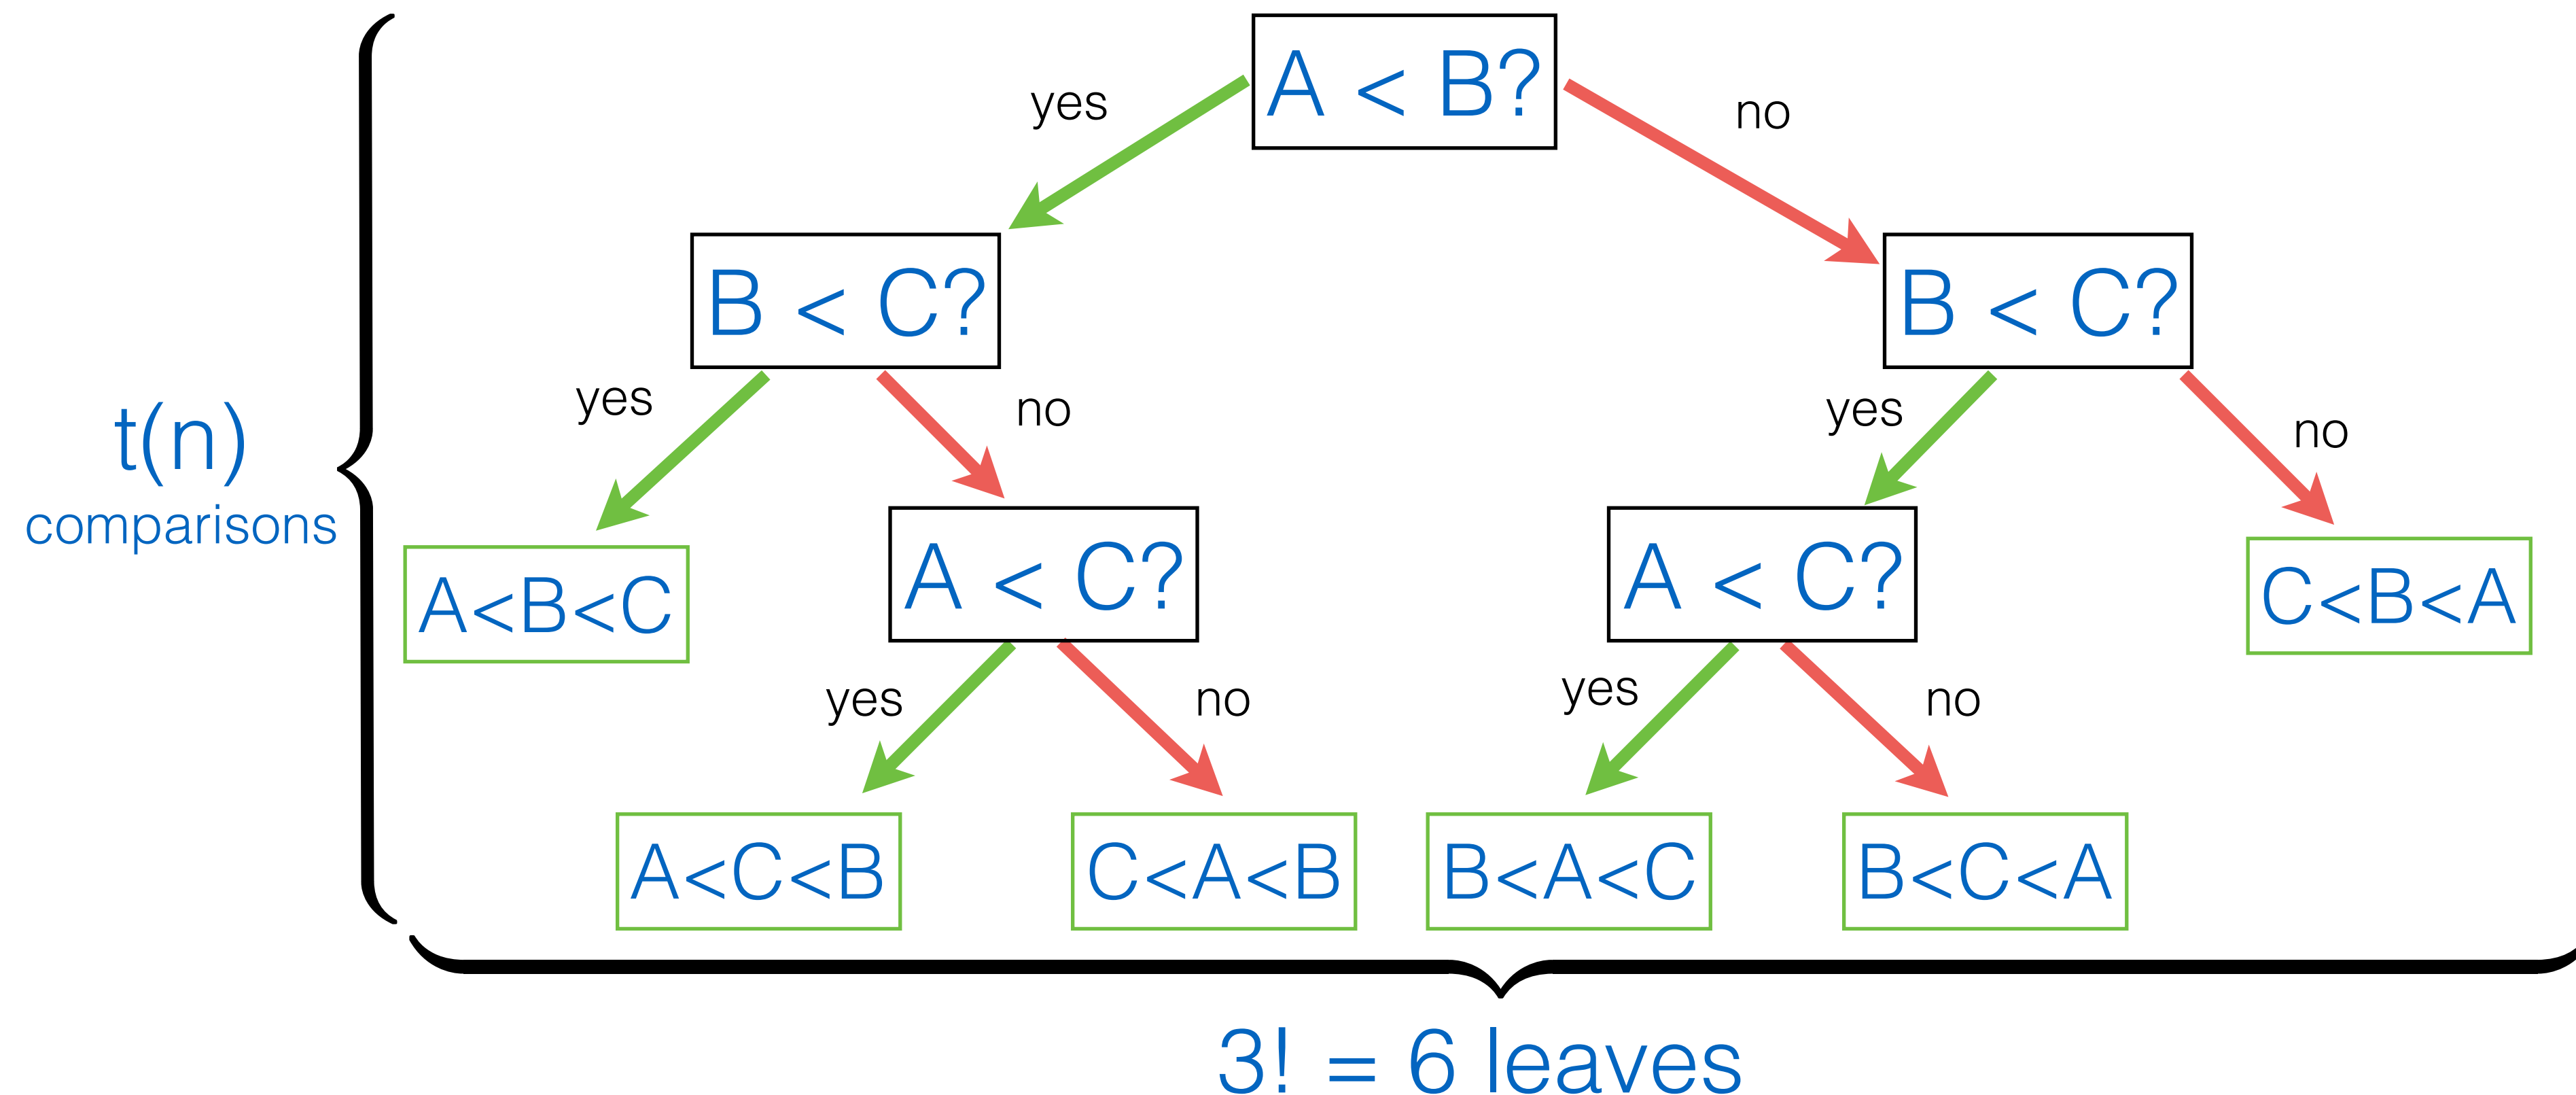 A < B?
yes
no
B < C?
B < C?
yes
no
yes
no
t(n)
comparisons
A<B<C
A < C?
A < C?
C<B<A
yes
no
yes
no
A<C<B
C<A<B
B<A<C
B<C<A
3! = 6 leaves